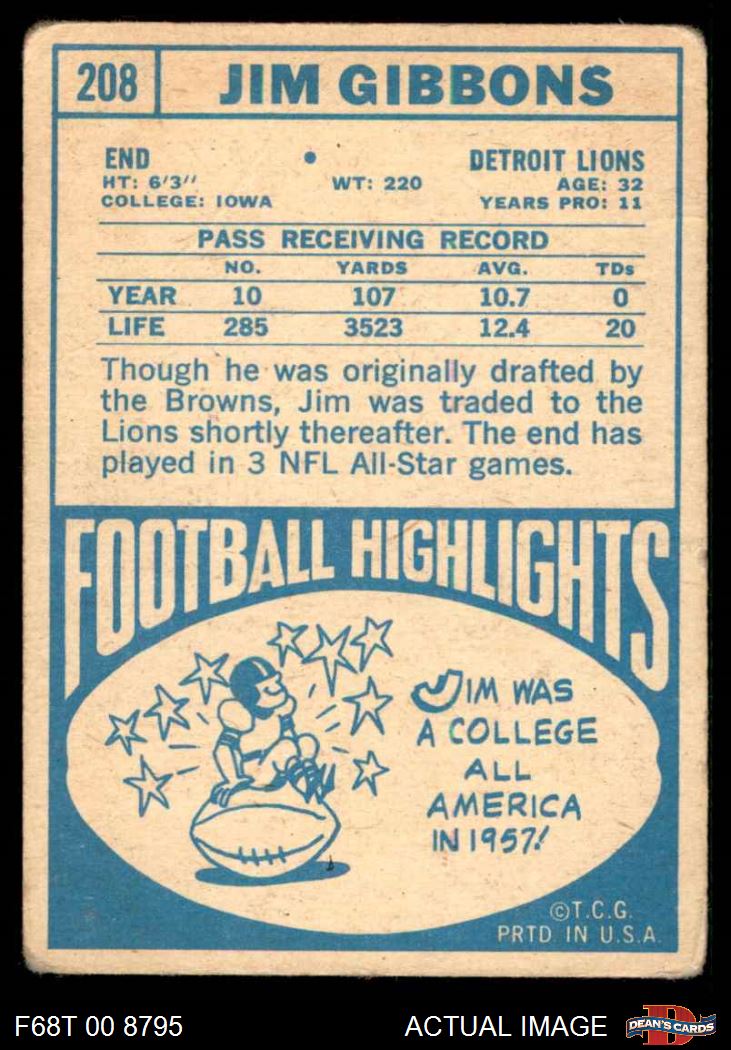 208 JIM GIBBONS
END • DETROIT LIONS
HT: 6'3" WT: 220 AGE: 32
COLLEGE: IOWA YEARS PRO: 11
PASS RECEIVING RECORD
NO. YARDS AVG. TDs
YEAR 10 107 10.7 0
LIFE 285 3523 12.4 20
Though he was originally drafted by
the Browns, Jim was traded to the
Lions shortly thereafter. The end has
played in 3 NFL All-Star games.
FOOTBALL HIGHLIGHTS
JIM WAS
A COLLEGE
ALL
AMERICA
IN 1957!
©T.C.G.
PRTD IN U.S.A.
F68T 00 8795 ACTUAL IMAGE D DEAN'S CARDS